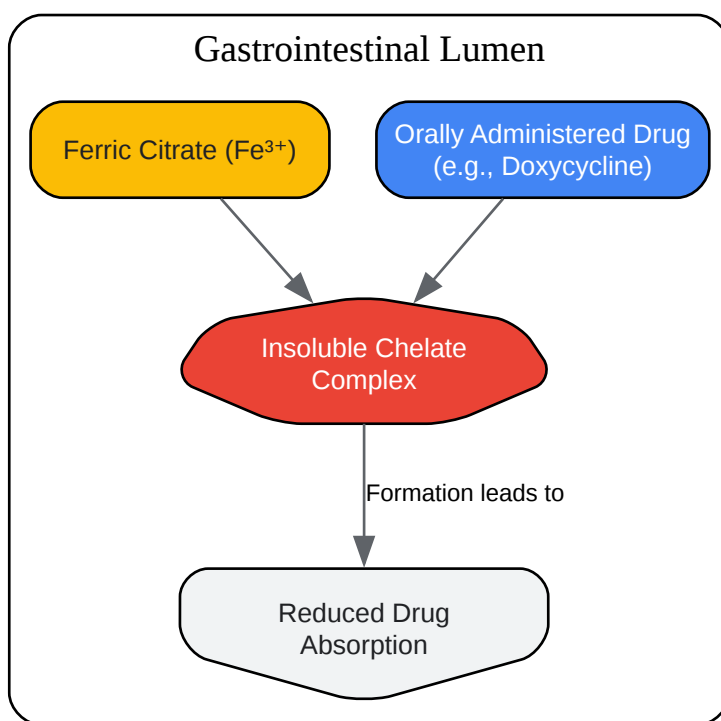 Gastrointestinal Lumen
Ferric Citrate (Fe³⁺)
Orally Administered Drug
(e.g., Doxycycline)
Insoluble Chelate
Complex
Formation leads to
Reduced Drug
Absorption